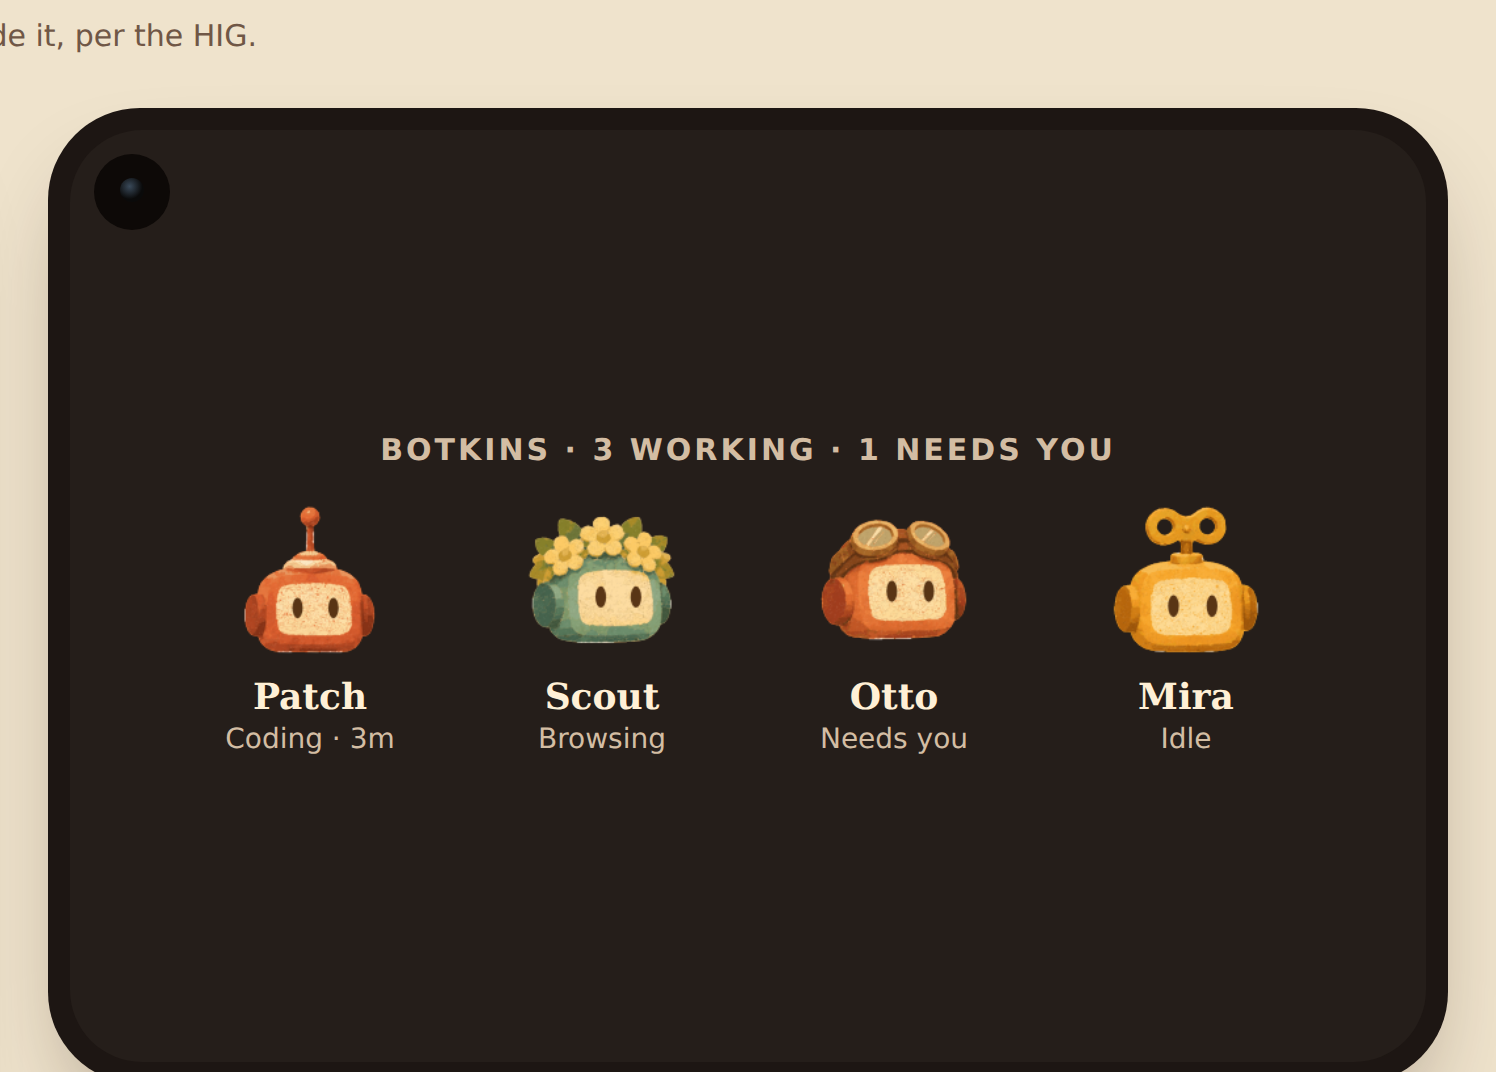 it, per the HIG.
BOTKINS · 3 WORKING · 1 NEEDS YOU
Patch Scout Otto Mira
Coding · 3m Browsing Needs you Idle